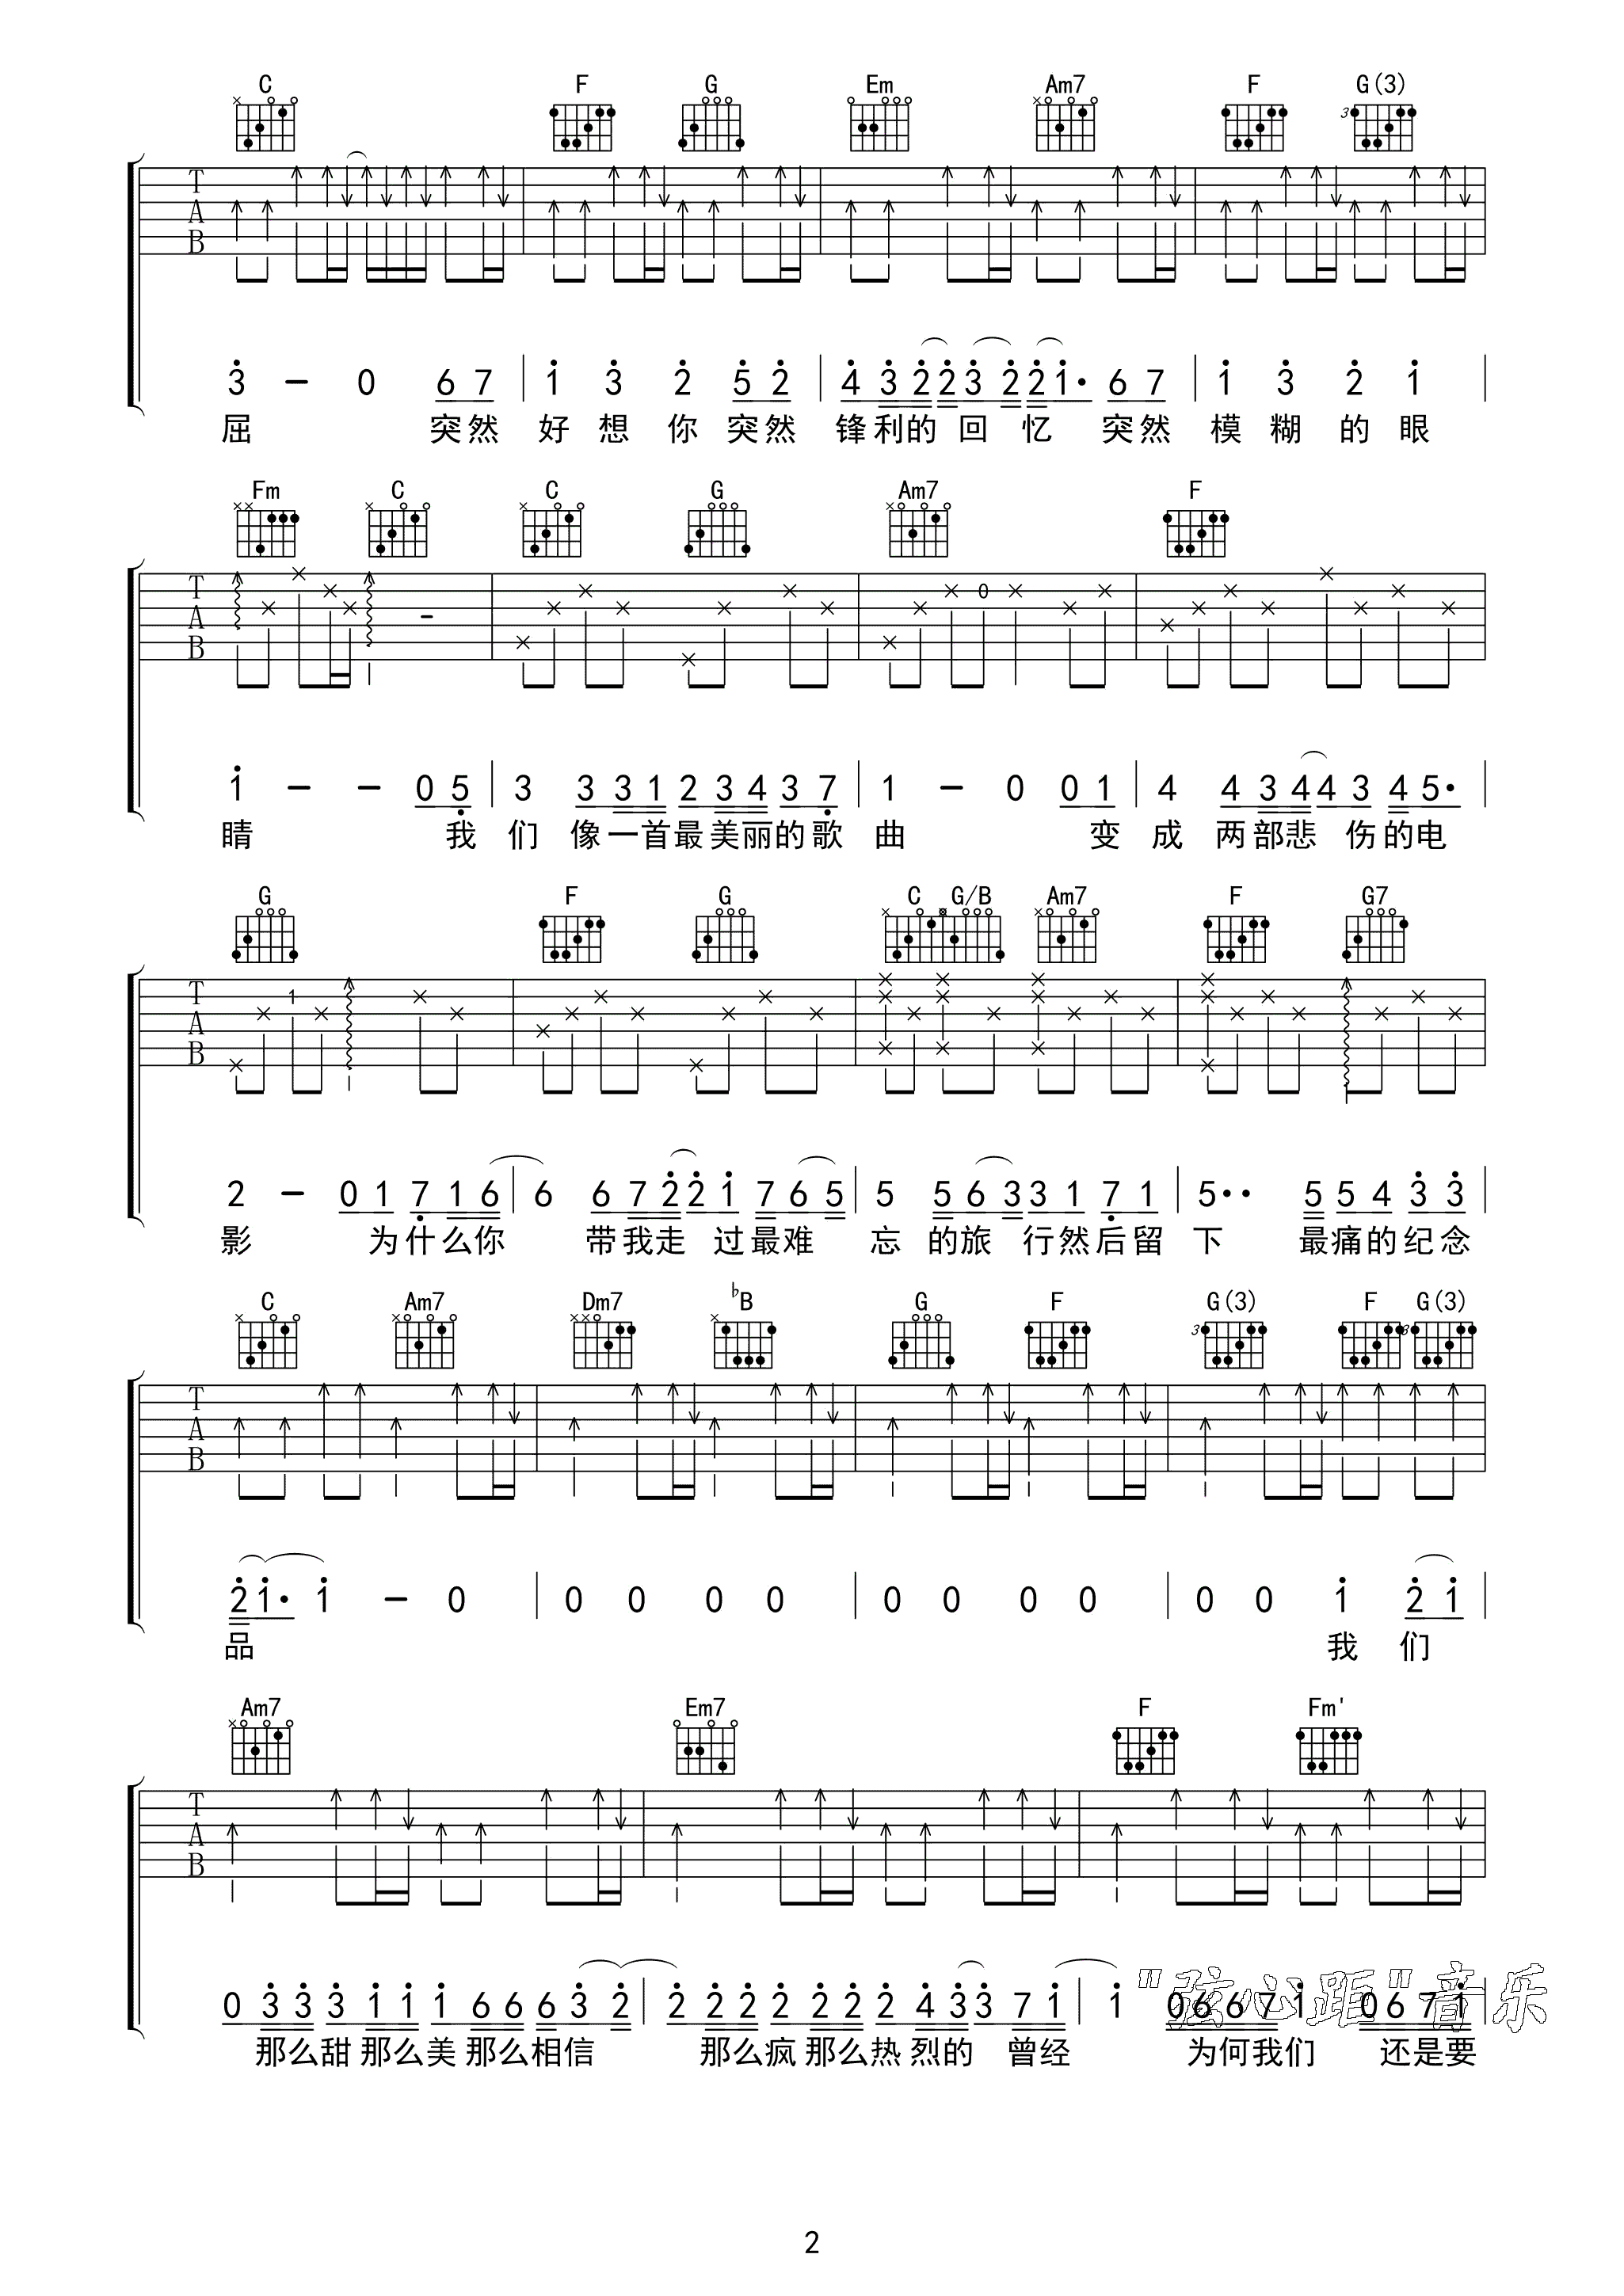 C F G Em Am7 F G(3)
3
T
A
B
3 - 0 6 7 1 3 2 5 2 4 3 2 2 3 2 2 1· 6 7 1 3 2 1
屈 突然 好 想 你 突然 锋利的 回 忆 突然 模 糊 的 眼
Fm C C G Am7 F
T
A
B
0
1 - - 0 5 3 3 3 1 2 3 4 3 7 1 - 0 0 1 4 4 3 4 4 3 4 5·
睛 我 们 像一首最美丽的歌 曲 变 成 两部悲 伤的电
G F G C G/B Am7 F G7
T
A
B
1
2 - 0 1 7 1 6 6 6 7 2 2 1 7 6 5 5 5 6 3 3 1 7 1 5·· 5 5 4 3 3
影 为什么你 带我走 过最难 忘 的旅 行然后留 下 最痛的纪念
C Am7 Dm7 ♭B G F G(3) F G(3)
3 3
T
A
B
2 1· 1 - 0 0 0 0 0 0 0 0 0 0 0 1 2 1
品 我 们
Am7 Em7 F Fm'
T
A
B
0 3 3 3 1 1 1 1 6 6 6 3 2 2 2 2 2 2 2 2 2 4 3 3 7 1 1 0 6 6 7 1 0 6 7 1
"弦心距"音乐
那么甜 那么美 那么相信 那么疯 那么热 烈的 曾经 为何我们 还是要
2